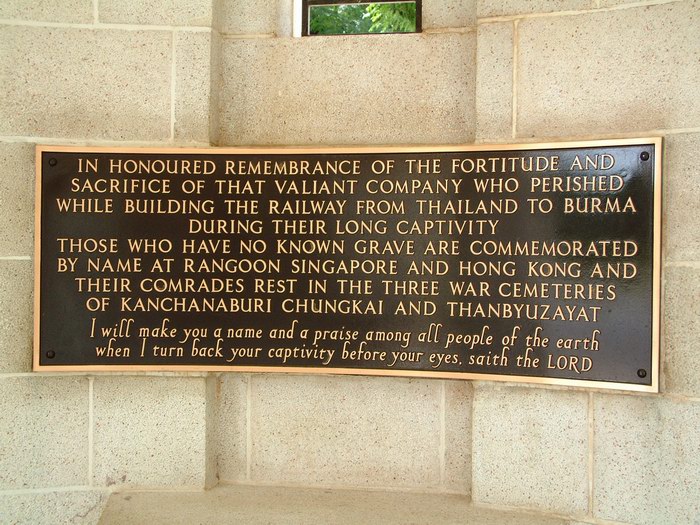 IN HONOURED REMEMBRANCE OF THE FORTITUDE AND
SACRIFICE OF THAT VALIANT COMPANY WHO PERISHED
WHILE BUILDING THE RAILWAY FROM THAILAND TO BURMA
DURING THEIR LONG CAPTIVITY
THOSE WHO HAVE NO KNOWN GRAVE ARE COMMEMORATED
BY NAME AT RANGOON SINGAPORE AND HONG KONG AND
THEIR COMRADES REST IN THE THREE WAR CEMETERIES
OF KANCHANABURI CHUNGKAI AND THANBYUZAYAT
I will make you a name and a praise among all people of the earth
when I turn back your captivity before your eyes, saith the LORD